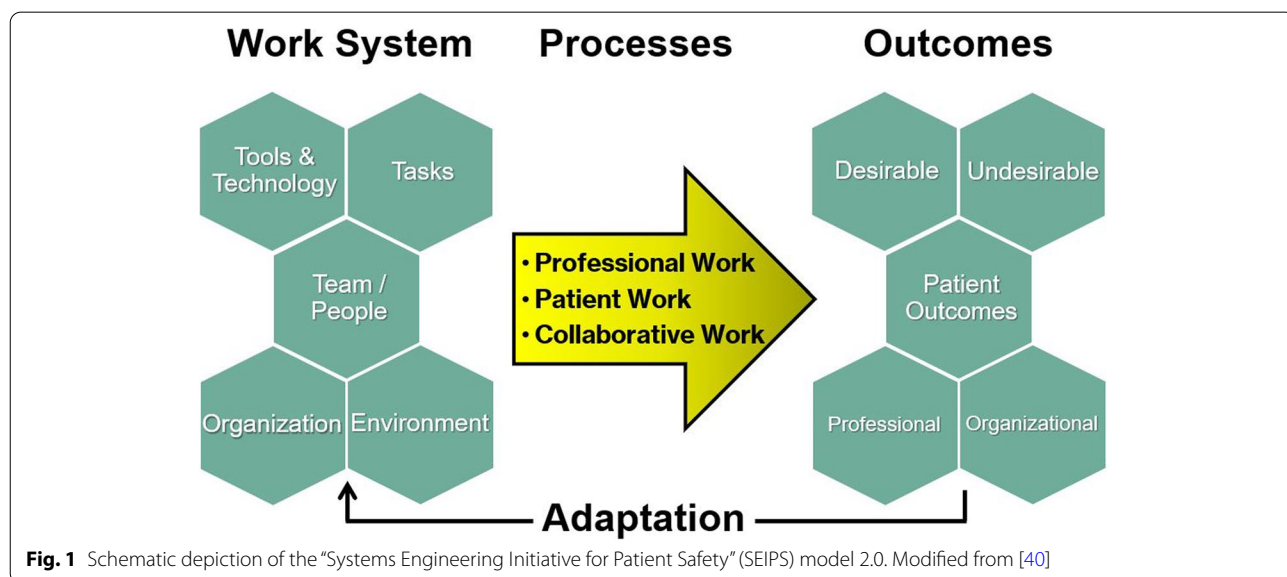 Work System Processes Outcomes
Tools &
Technology
Tasks
Team /
People
Organization
Environment
• Professional Work
• Patient Work
• Collaborative Work
Desirable
Undesirable
Patient
Outcomes
Professional
Organizational
Adaptation
Fig. 1 Schematic depiction of the “Systems Engineering Initiative for Patient Safety” (SEIPS) model 2.0. Modified from [40]